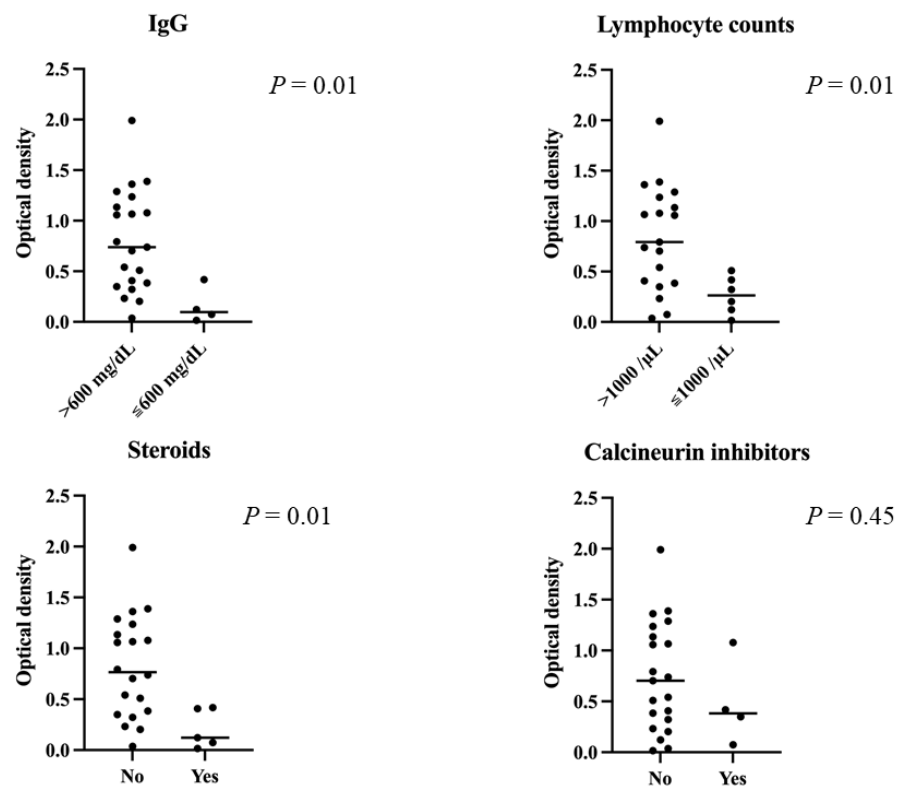 IgG
P = 0.01
Optical density
2.5
2.0
1.5
1.0
0.5
0.0
>600 mg/dL
≤600 mg/dL
Lymphocyte counts
P = 0.01
Optical density
2.5
2.0
1.5
1.0
0.5
0.0
>1000 /μL
≤1000 /μL
Steroids
P = 0.01
Optical density
2.5
2.0
1.5
1.0
0.5
0.0
No Yes
Calcineurin inhibitors
P = 0.45
Optical density
2.5
2.0
1.5
1.0
0.5
0.0
No Yes